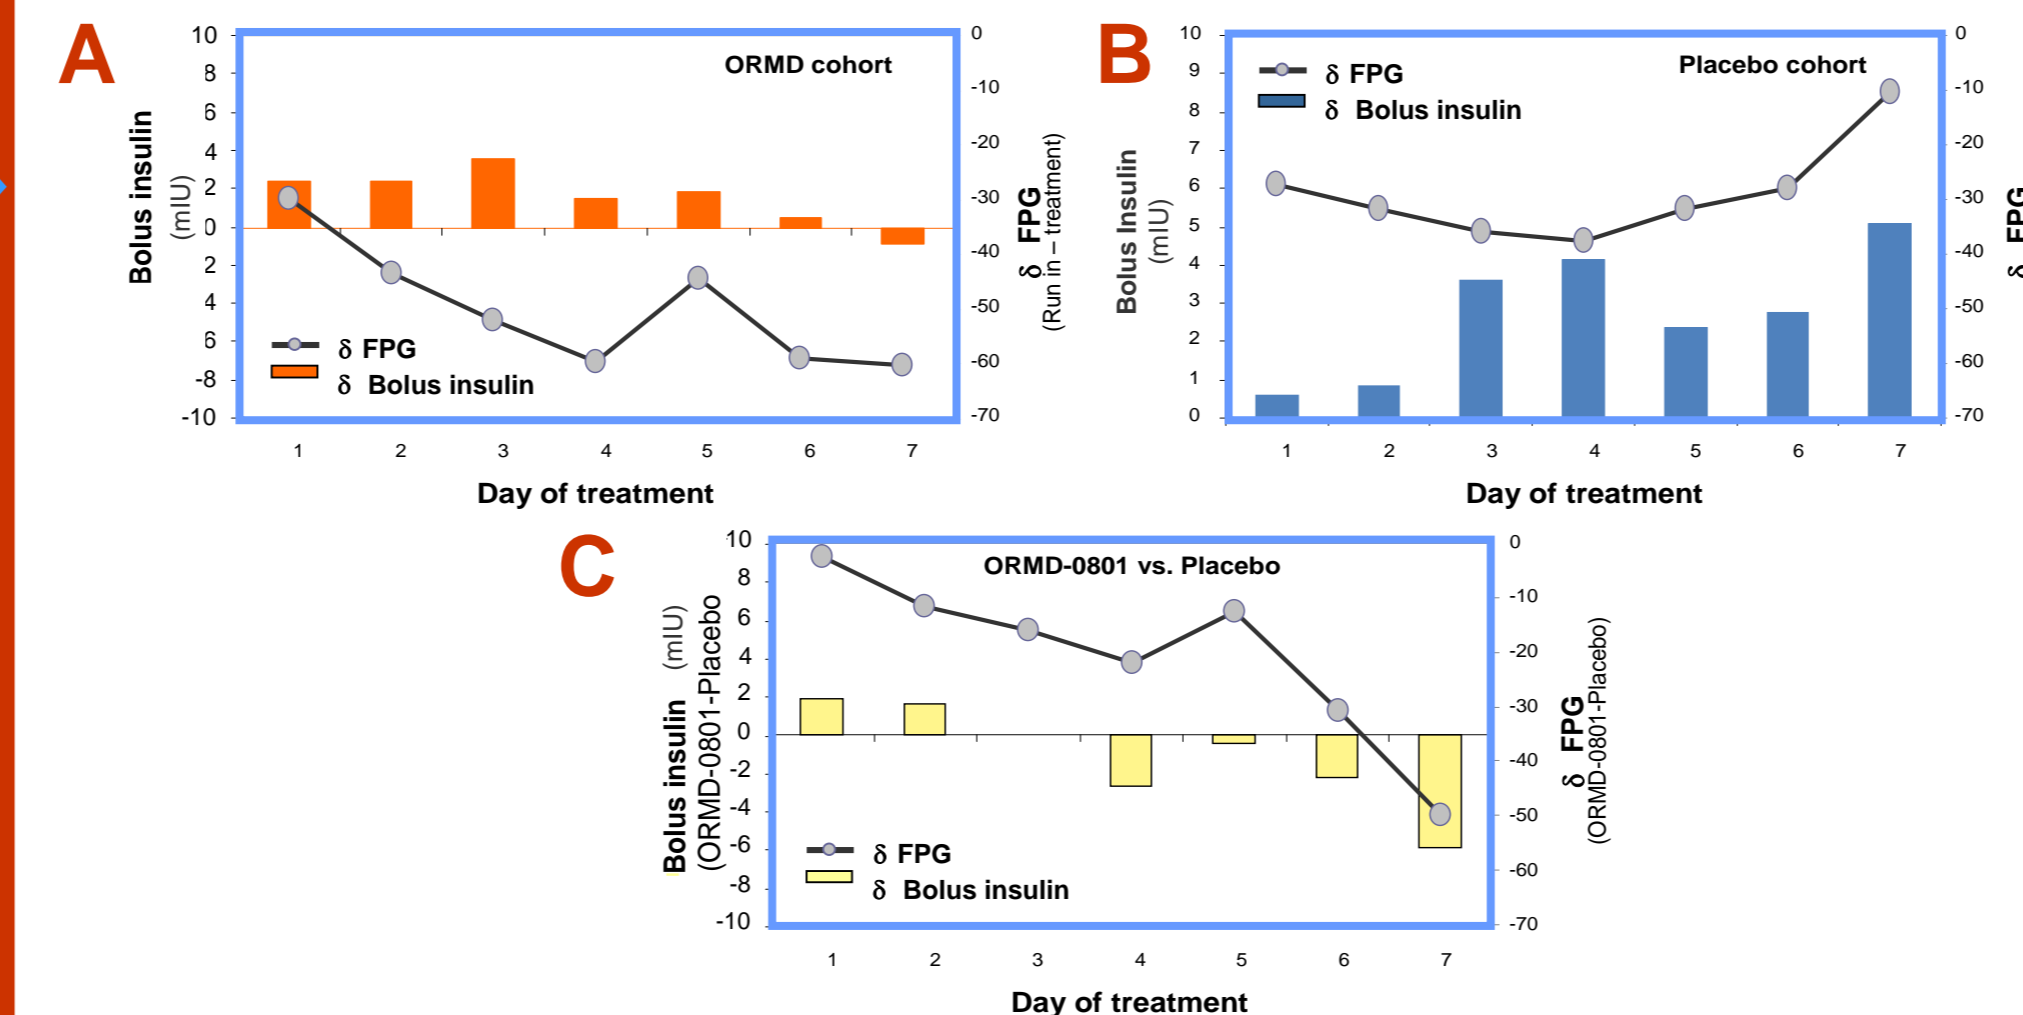 A
ORMD cohort
Bolus insulin
(mIU)
10
8
6
4
2
0
2
4
6
-8
-10
0
-10
-20
-30
-40
-50
-60
-70
δ FPG
(Run in – treatment)
δ FPG
δ Bolus insulin
1 2 3 4 5 6 7
Day of treatment
B
Placebo cohort
Bolus Insulin
(mIU)
10
9
8
7
6
5
4
3
2
1
0
0
-10
-20
-30
-40
-50
-60
-70
δ FPG
δ FPG
δ Bolus insulin
1 2 3 4 5 6 7
Day of treatment
C
ORMD-0801 vs. Placebo
Bolus insulin (mIU)
(ORMD-0801-Placebo
10
8
6
4
2
0
-2
-4
-6
-8
-10
0
-10
-20
-30
-40
-50
-60
-70
δ FPG
(ORMD-0801-Placebo)
δ FPG
δ Bolus insulin
1 2 3 4 5 6 7
Day of treatment